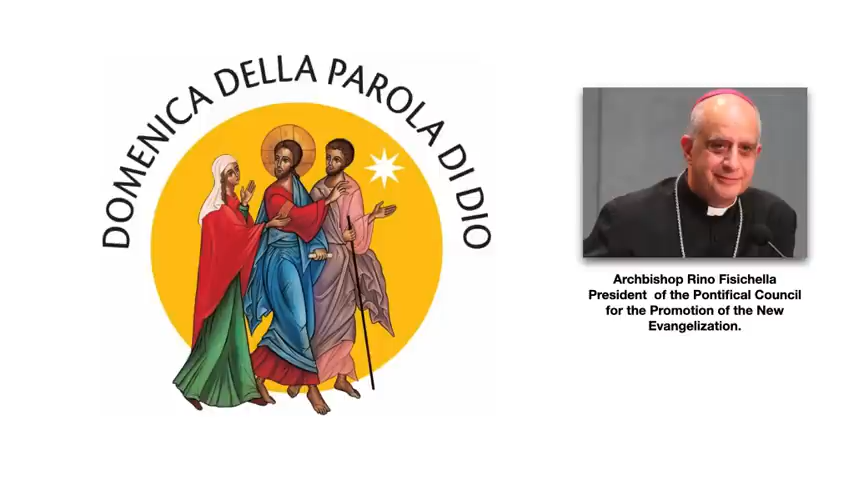 DOMENICA DELLA PAROLA DI DIO
Archbishop Rino Fisichella
President of the Pontifical Council
for the Promotion of the New
Evangelization.